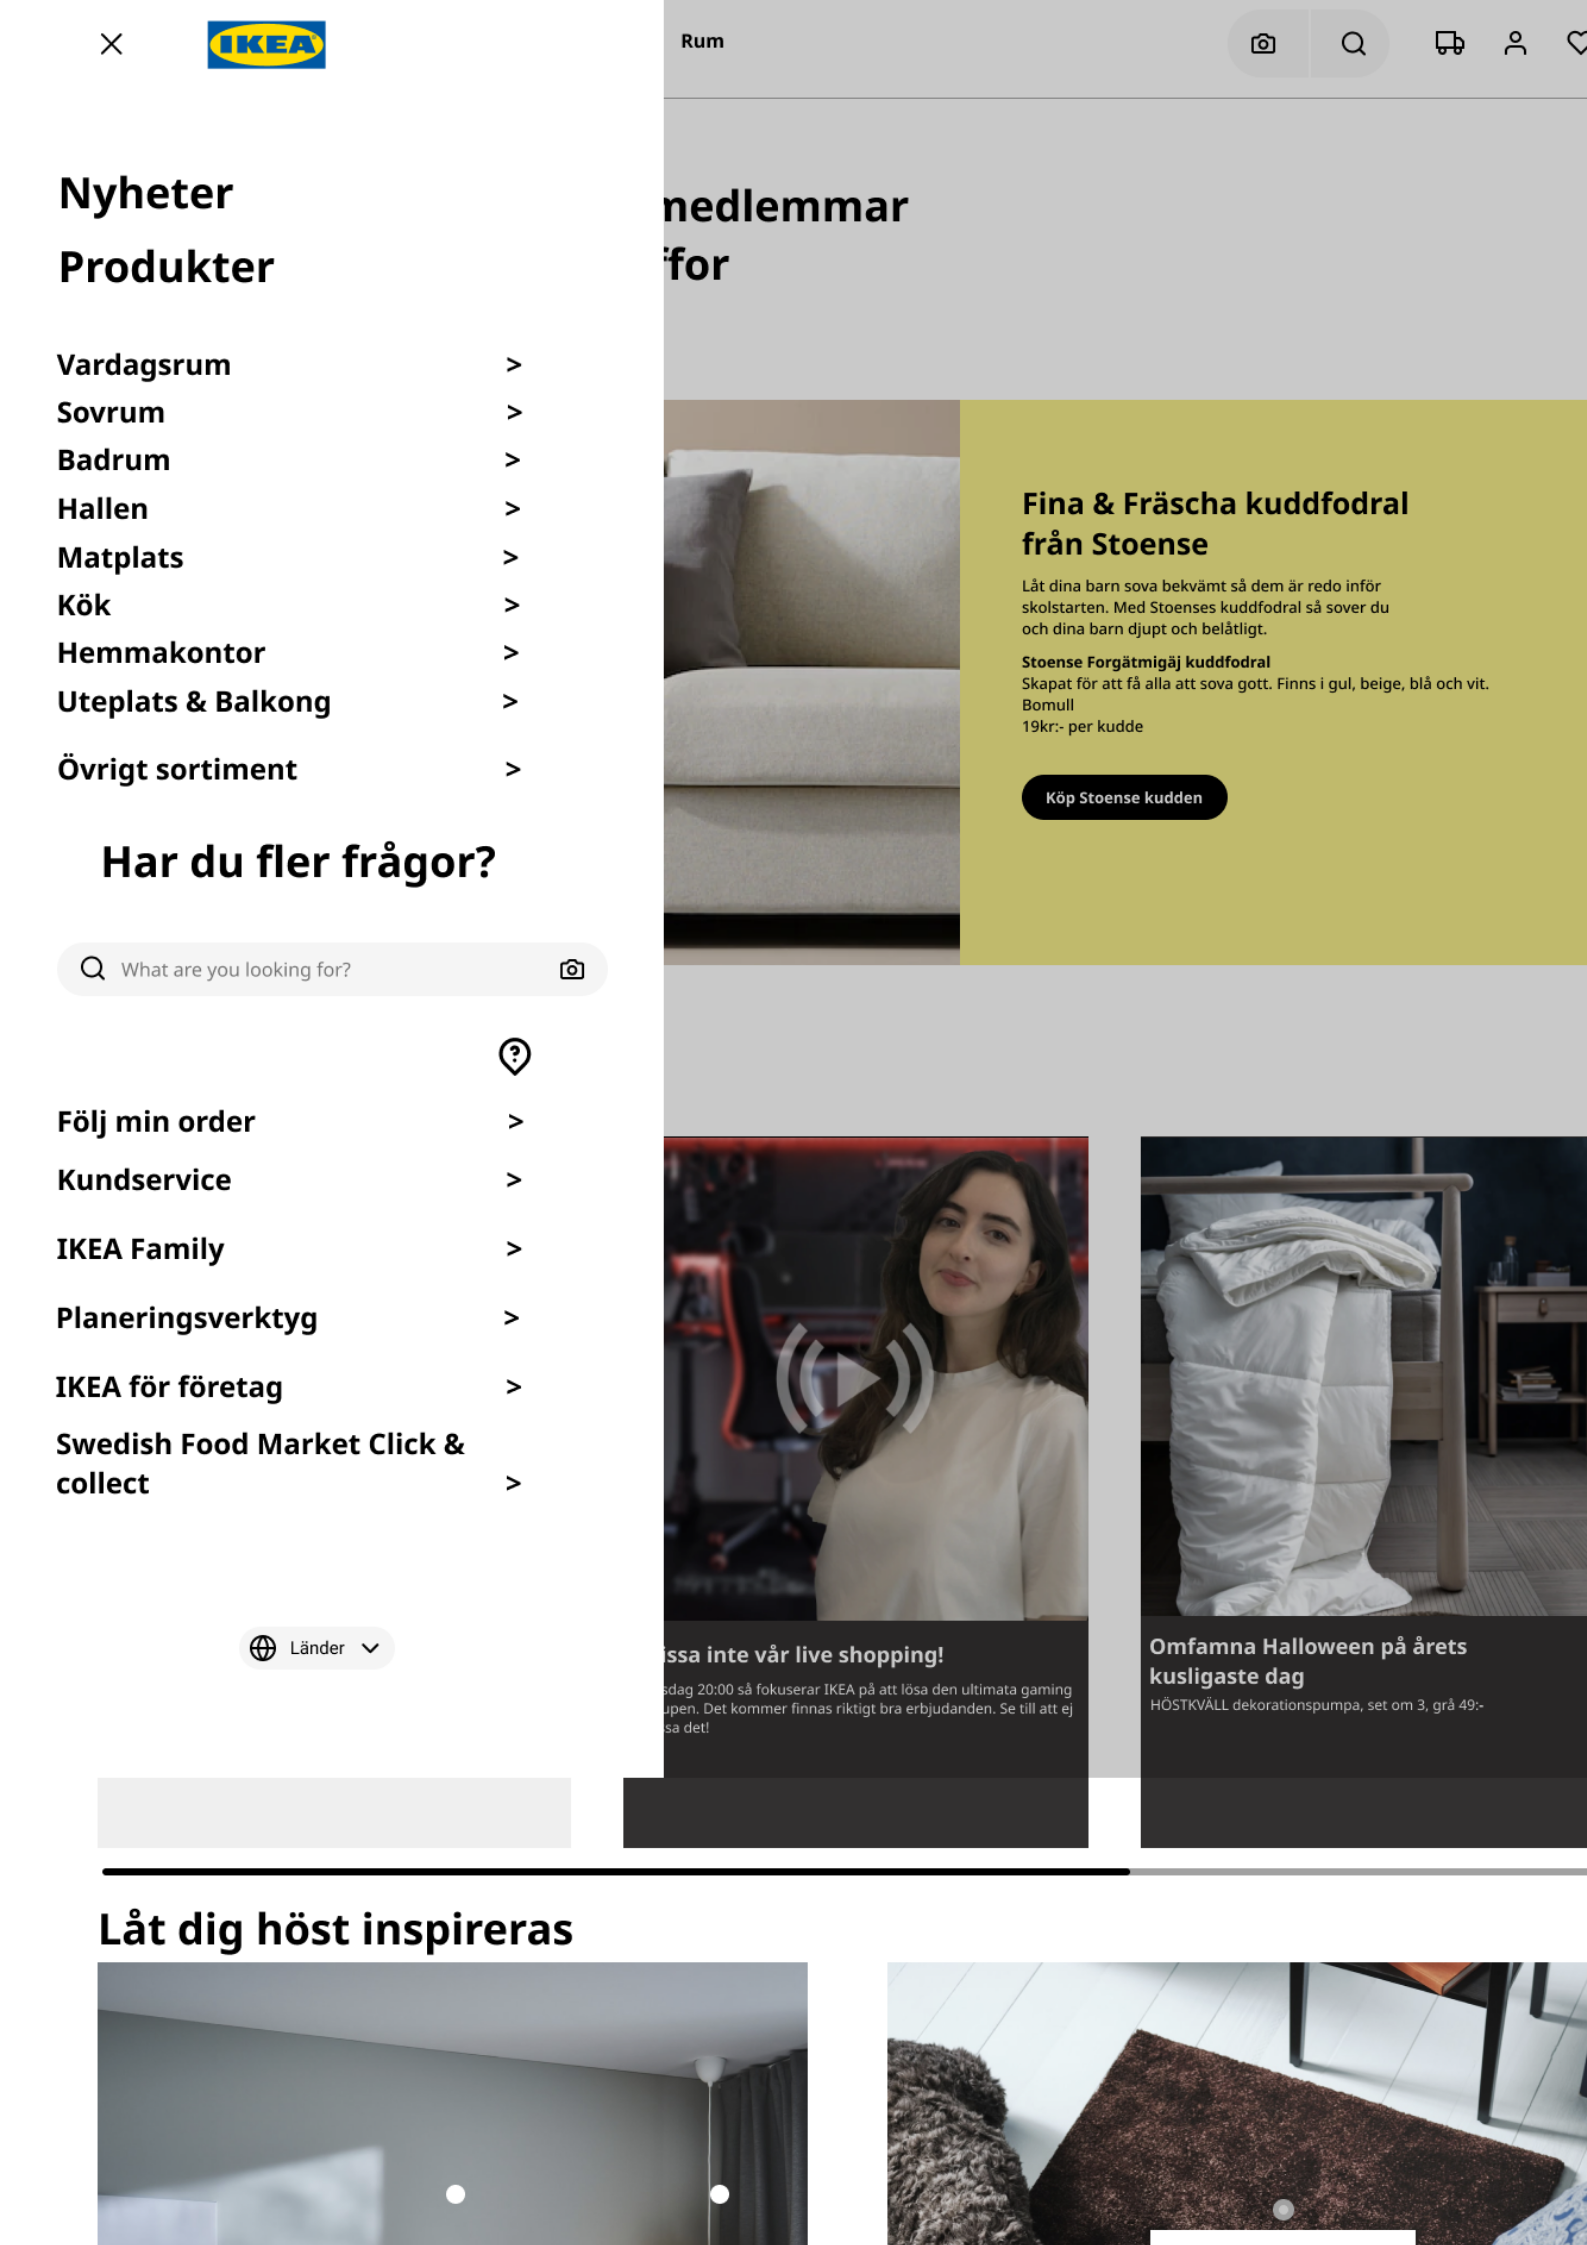 IKEA
Rum
Nyheter
Produkter
Vardagsrum >
Sovrum >
Badrum >
Hallen >
Matplats >
Kök >
Hemmakontor >
Uteplats & Balkong >
Övrigt sortiment >
Har du fler frågor?
What are you looking for?
Följ min order >
Kundservice >
IKEA Family >
Planeringsverktyg >
IKEA för företag >
Swedish Food Market Click &
collect >
Länder
medlemmar
ffor
Fina & Fräscha kuddfodral
från Stoense
Låt dina barn sova bekvämt så dem är redo inför
skolstarten. Med Stoenses kuddfodral så sover du
och dina barn djupt och belåtligt.
Stoense Forgätmigäj kuddfodral
Skapat för att få alla att sova gott. Finns i gul, beige, blå och vit.
Bomull
19kr:- per kudde
Köp Stoense kudden
issa inte vår live shopping!
sdag 20:00 så fokuserar IKEA på att lösa den ultimata gaming
upen. Det kommer finnas riktigt bra erbjudanden. Se till att ej
sa det!
Omfamna Halloween på årets
kusligaste dag
HÖSTKVÄLL dekorationspumpa, set om 3, grå 49:-
Låt dig höst inspireras